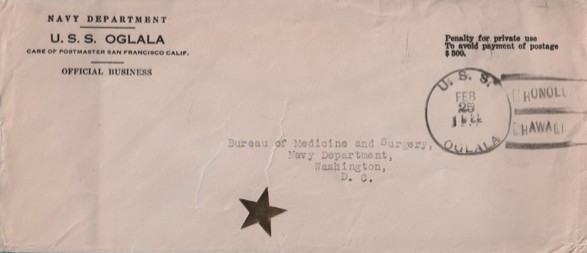 NAVY DEPARTMENT
U. S. S. OGLALA
CARE OF POSTMASTER SAN FRANCISCO CALIF.
OFFICIAL BUSINESS
Penalty for private use
To avoid payment of postage
$ 300.
U. S. S.
FEB
25
OGLALA
HONOLU
HAWAII
Bureau of Medicine and Surgery,
Navy Department,
Washington,
D. C.